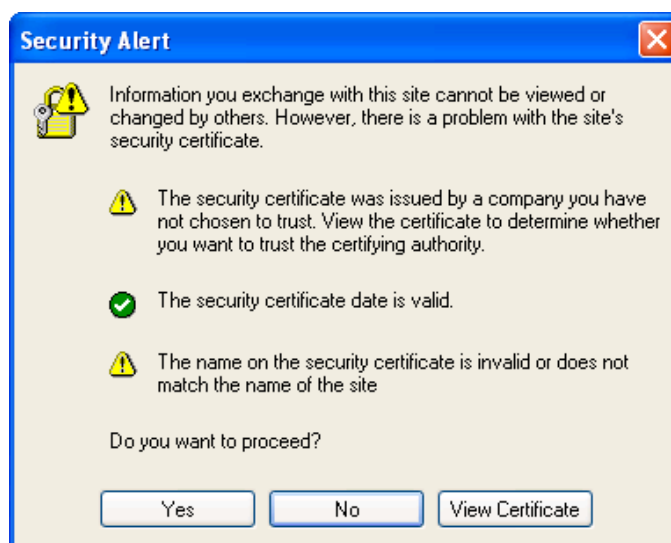 Security Alert
Information you exchange with this site cannot be viewed or
changed by others. However, there is a problem with the site's
security certificate.
The security certificate was issued by a company you have
not chosen to trust. View the certificate to determine whether
you want to trust the certifying authority.
The security certificate date is valid.
The name on the security certificate is invalid or does not
match the name of the site
Do you want to proceed?
Yes No View Certificate